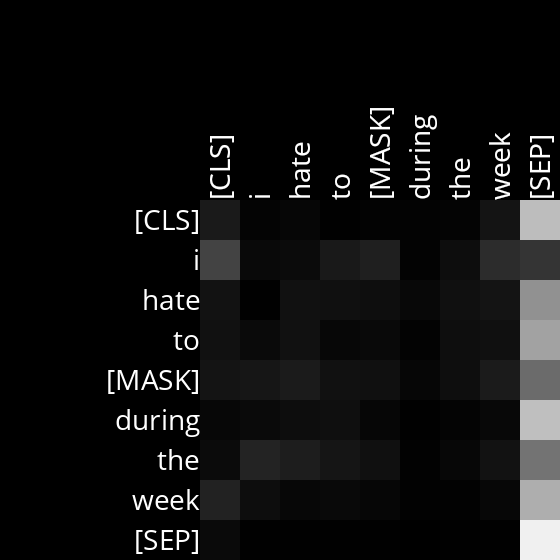 [CLS] i hate to [MASK] during the week [SEP]
[CLS]
i
hate
to
[MASK]
during
the
week
[SEP]